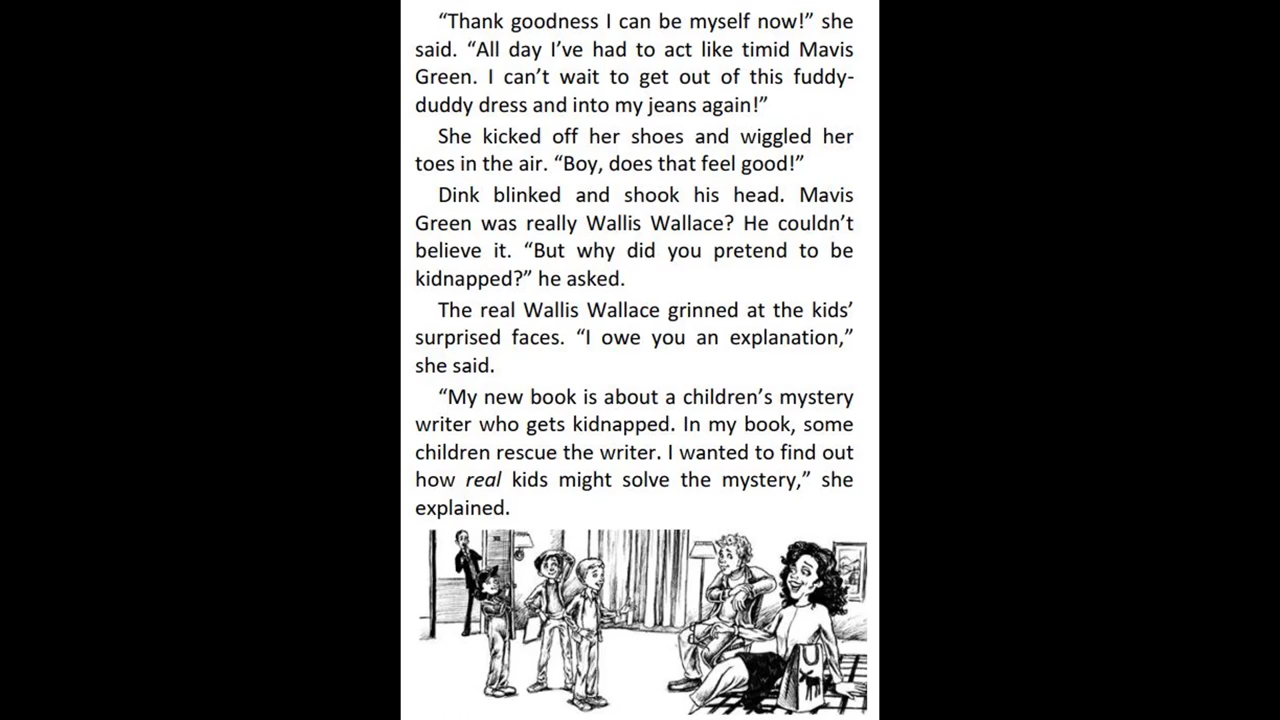 “Thank goodness I can be myself now!” she
said. “All day I’ve had to act like timid Mavis
Green. I can’t wait to get out of this fuddy-
duddy dress and into my jeans again!”
She kicked off her shoes and wiggled her
toes in the air. “Boy, does that feel good!”
Dink blinked and shook his head. Mavis
Green was really Wallis Wallace? He couldn’t
believe it. “But why did you pretend to be
kidnapped?” he asked.
The real Wallis Wallace grinned at the kids’
surprised faces. “I owe you an explanation,”
she said.
“My new book is about a children’s mystery
writer who gets kidnapped. In my book, some
children rescue the writer. I wanted to find out
how real kids might solve the mystery,” she
explained.